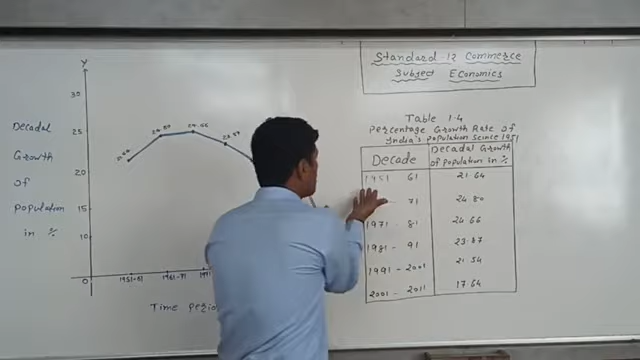 Standard-12 Commerce
Subject Economics
Table 1.4
Percentage Growth Rate of
India's Population Since 1951
Decade
Decadal Growth
of population in %
1951 61 21.64
71 24.80
1971 - 81 24.66
1981 - 91 23.87
1991 - 2001 21.54
2001 - 2011 17.64
Y
30
25
20
15
10
0
Decadal
Growth
of
Population
in %
21.64
24.80
24.66
23.87
1951-61
1961-71
Time